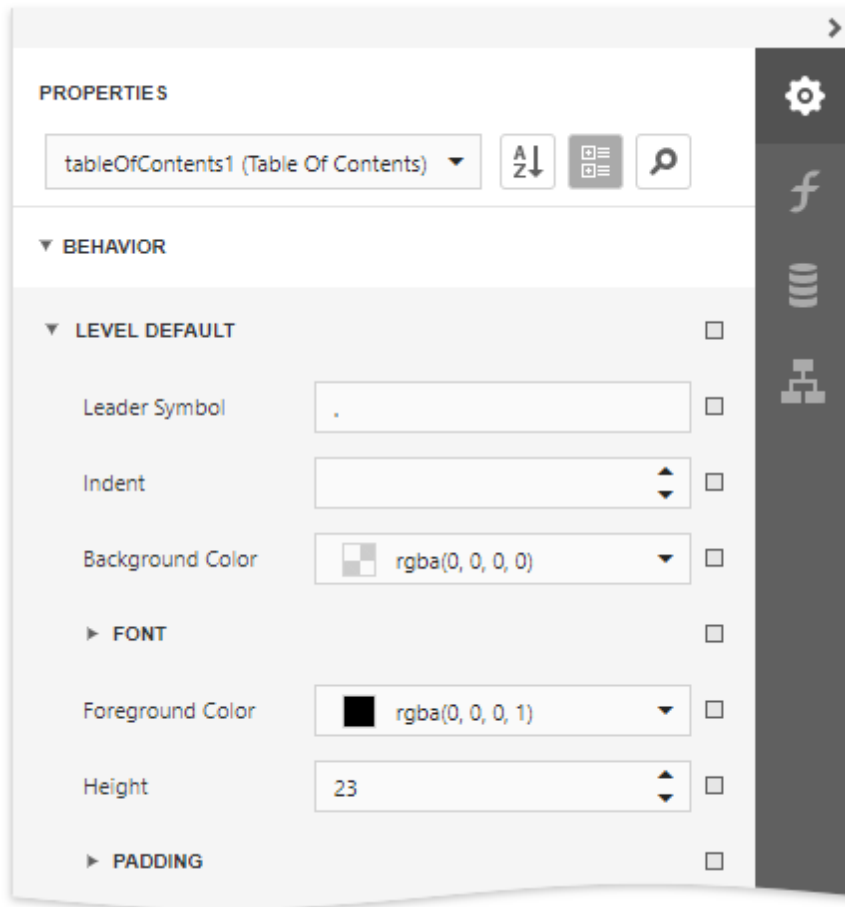 PROPERTIES
tableOfContents1 (Table Of Contents)
A
Z
BEHAVIOR
LEVEL DEFAULT
Leader Symbol .
Indent
Background Color rgba(0, 0, 0, 0)
FONT
Foreground Color rgba(0, 0, 0, 1)
Height 23
PADDING